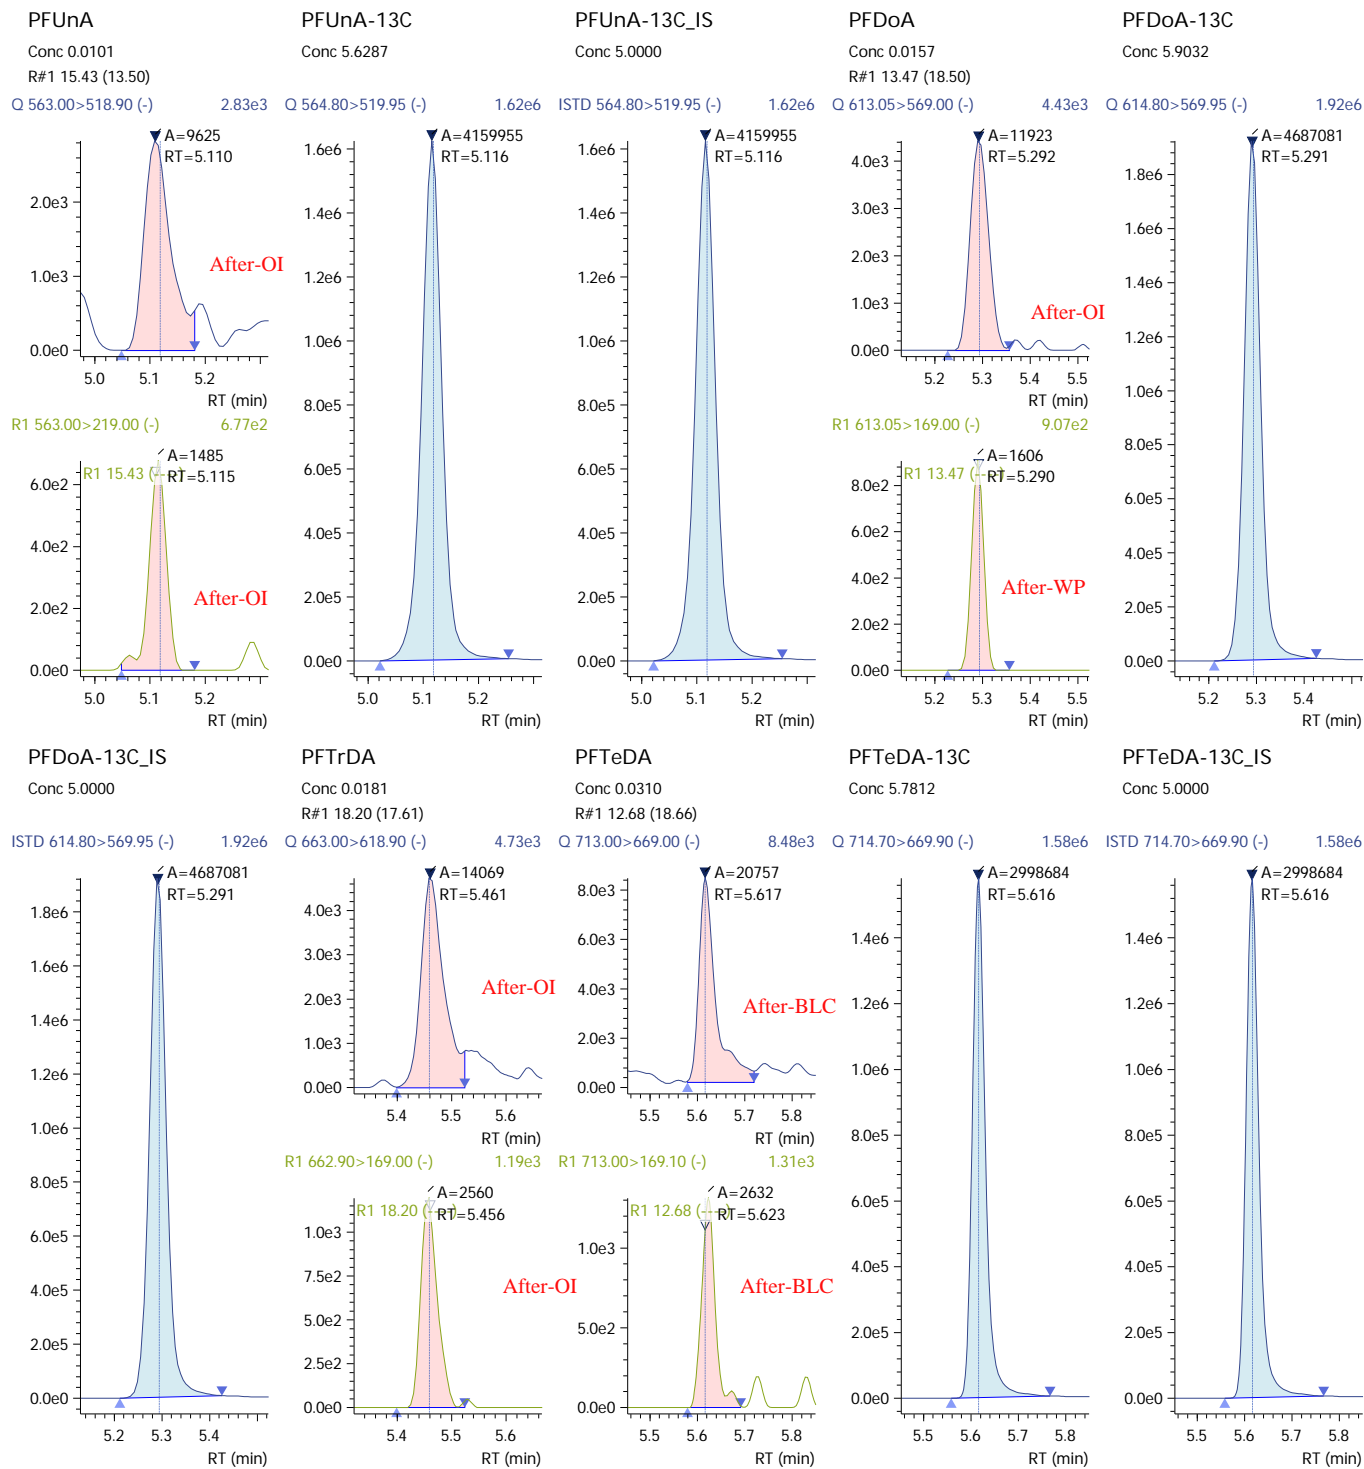 PFUnA
Conc 0.0101
R#1 15.43 (13.50)
Q 563.00>518.90 (-) 2.83e3
A=9625
RT=5.110
2.0e3
1.0e3
0.0e0
After-OI
5.0 5.1 5.2
RT (min)
R1 563.00>219.00 (-) 6.77e2
A=1485
R1 15.43 (----)
RT=5.115
6.0e2
4.0e2
2.0e2
0.0e0
After-OI
5.0 5.1 5.2
RT (min)
PFUnA-13C
Conc 5.6287
Q 564.80>519.95 (-) 1.62e6
A=4159955
RT=5.116
1.6e6
1.4e6
1.2e6
1.0e6
8.0e5
6.0e5
4.0e5
2.0e5
0.0e0
5.0 5.1 5.2
RT (min)
PFUnA-13C_IS
Conc 5.0000
ISTD 564.80>519.95 (-) 1.62e6
A=4159955
RT=5.116
1.6e6
1.4e6
1.2e6
1.0e6
8.0e5
6.0e5
4.0e5
2.0e5
0.0e0
5.0 5.1 5.2
RT (min)
PFDoA
Conc 0.0157
R#1 13.47 (18.50)
Q 613.05>569.00 (-) 4.43e3
A=11923
RT=5.292
4.0e3
3.0e3
2.0e3
1.0e3
0.0e0
After-OI
5.2 5.3 5.4 5.5
RT (min)
R1 613.05>169.00 (-) 9.07e2
A=1606
R1 13.47 (----)
RT=5.290
8.0e2
6.0e2
4.0e2
2.0e2
0.0e0
After-WP
5.2 5.3 5.4 5.5
RT (min)
PFDoA-13C
Conc 5.9032
Q 614.80>569.95 (-) 1.92e6
A=4687081
RT=5.291
1.8e6
1.6e6
1.4e6
1.2e6
1.0e6
8.0e5
6.0e5
4.0e5
2.0e5
0.0e0
5.2 5.3 5.4
RT (min)
PFDoA-13C_IS
Conc 5.0000
ISTD 614.80>569.95 (-) 1.92e6
A=4687081
RT=5.291
1.8e6
1.6e6
1.4e6
1.2e6
1.0e6
8.0e5
6.0e5
4.0e5
2.0e5
0.0e0
5.2 5.3 5.4
RT (min)
PFTrDA
Conc 0.0181
R#1 18.20 (17.61)
Q 663.00>618.90 (-) 4.73e3
A=14069
RT=5.461
4.0e3
3.0e3
2.0e3
1.0e3
0.0e0
After-OI
5.4 5.5 5.6
RT (min)
R1 662.90>169.00 (-) 1.19e3
A=2560
R1 18.20 (----)
RT=5.456
1.0e3
7.5e2
5.0e2
2.5e2
0.0e0
After-OI
5.4 5.5 5.6
RT (min)
PFTeDA
Conc 0.0310
R#1 12.68 (18.66)
Q 713.00>669.00 (-) 8.48e3
A=20757
RT=5.617
8.0e3
6.0e3
4.0e3
2.0e3
0.0e0
After-BLC
5.5 5.6 5.7 5.8
RT (min)
R1 713.00>169.10 (-) 1.31e3
A=2632
R1 12.68 (----)
RT=5.623
1.0e3
5.0e2
0.0e0
After-BLC
5.5 5.6 5.7 5.8
RT (min)
PFTeDA-13C
Conc 5.7812
Q 714.70>669.90 (-) 1.58e6
A=2998684
RT=5.616
1.4e6
1.2e6
1.0e6
8.0e5
6.0e5
4.0e5
2.0e5
0.0e0
5.5 5.6 5.7 5.8
RT (min)
PFTeDA-13C_IS
Conc 5.0000
ISTD 714.70>669.90 (-) 1.58e6
A=2998684
RT=5.616
1.4e6
1.2e6
1.0e6
8.0e5
6.0e5
4.0e5
2.0e5
0.0e0
5.5 5.6 5.7 5.8
RT (min)